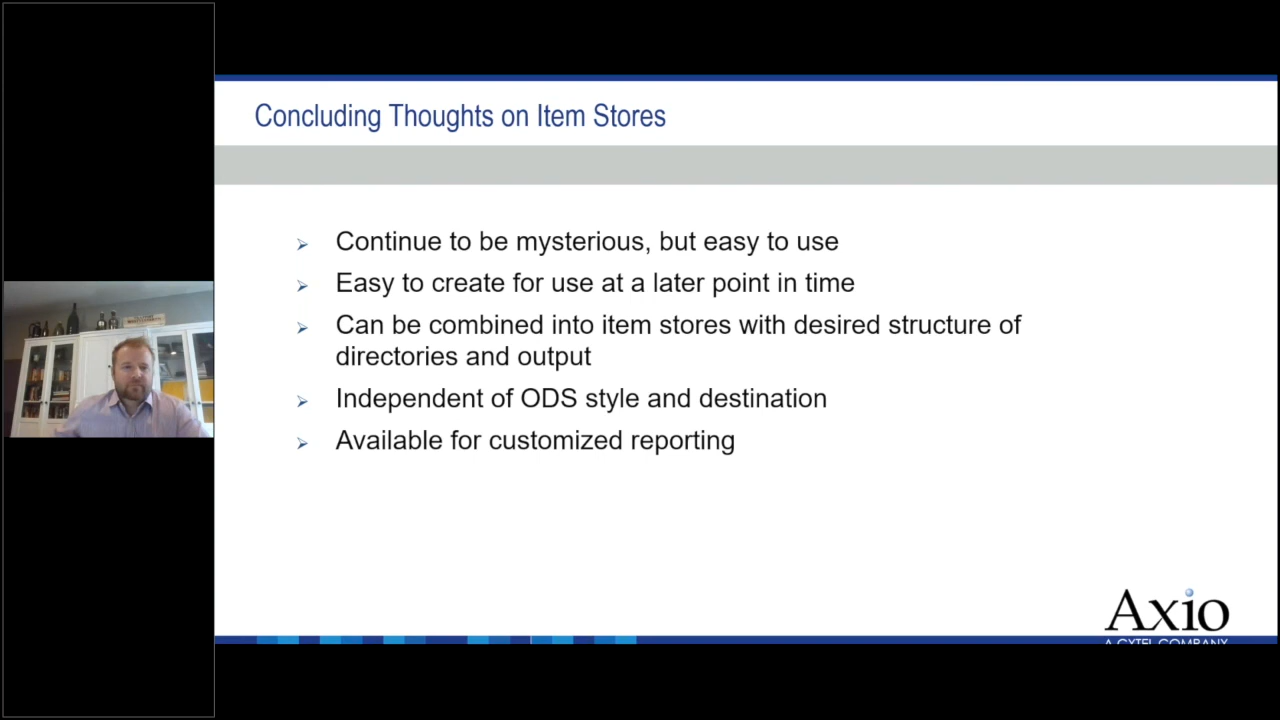 Concluding Thoughts on Item Stores
Continue to be mysterious, but easy to use
Easy to create for use at a later point in time
Can be combined into item stores with desired structure of
directories and output
Independent of ODS style and destination
Available for customized reporting
Axio
A CYTEL COMPANY